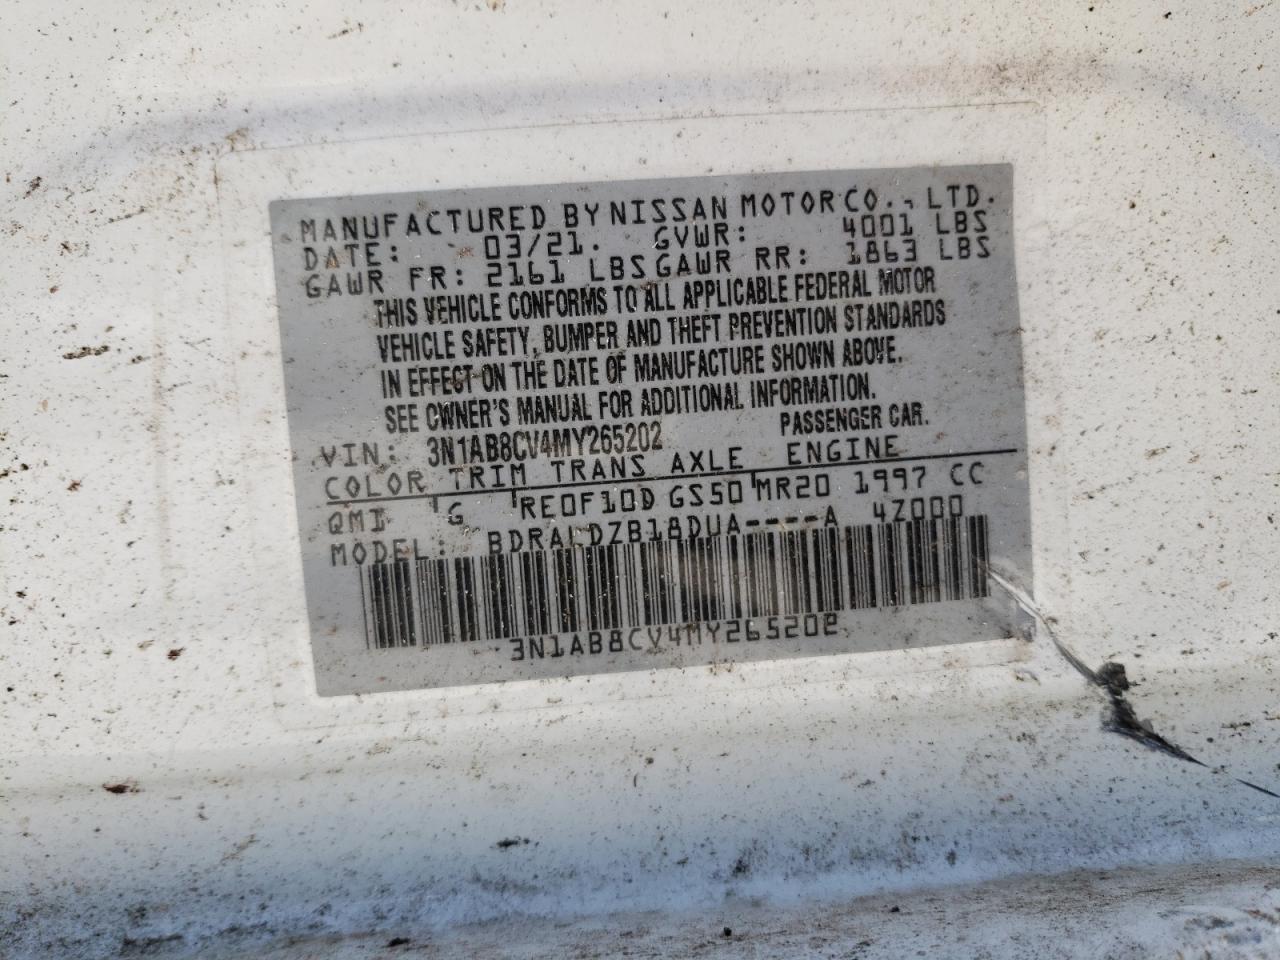 MANUFACTURED BY NISSAN MOTOR CO., LTD.
DATE: 03/21. GVWR: 4001 LBS
GAWR FR: 2161 LBS GAWR RR: 1863 LBS
THIS VEHICLE CONFORMS TO ALL APPLICABLE FEDERAL MOTOR
VEHICLE SAFETY, BUMPER AND THEFT PREVENTION STANDARDS
IN EFFECT ON THE DATE OF MANUFACTURE SHOWN ABOVE.
SEE OWNER'S MANUAL FOR ADDITIONAL INFORMATION.
VIN: 3N1AB8CV4MY265202 PASSENGER CAR.
COLOR TRIM TRANS AXLE ENGINE
QM1 G RE0F10D GS50 MR20 1997 CC
MODEL: BDRALDZB18DUA----A 4Z000
3N1AB8CV4MY265202